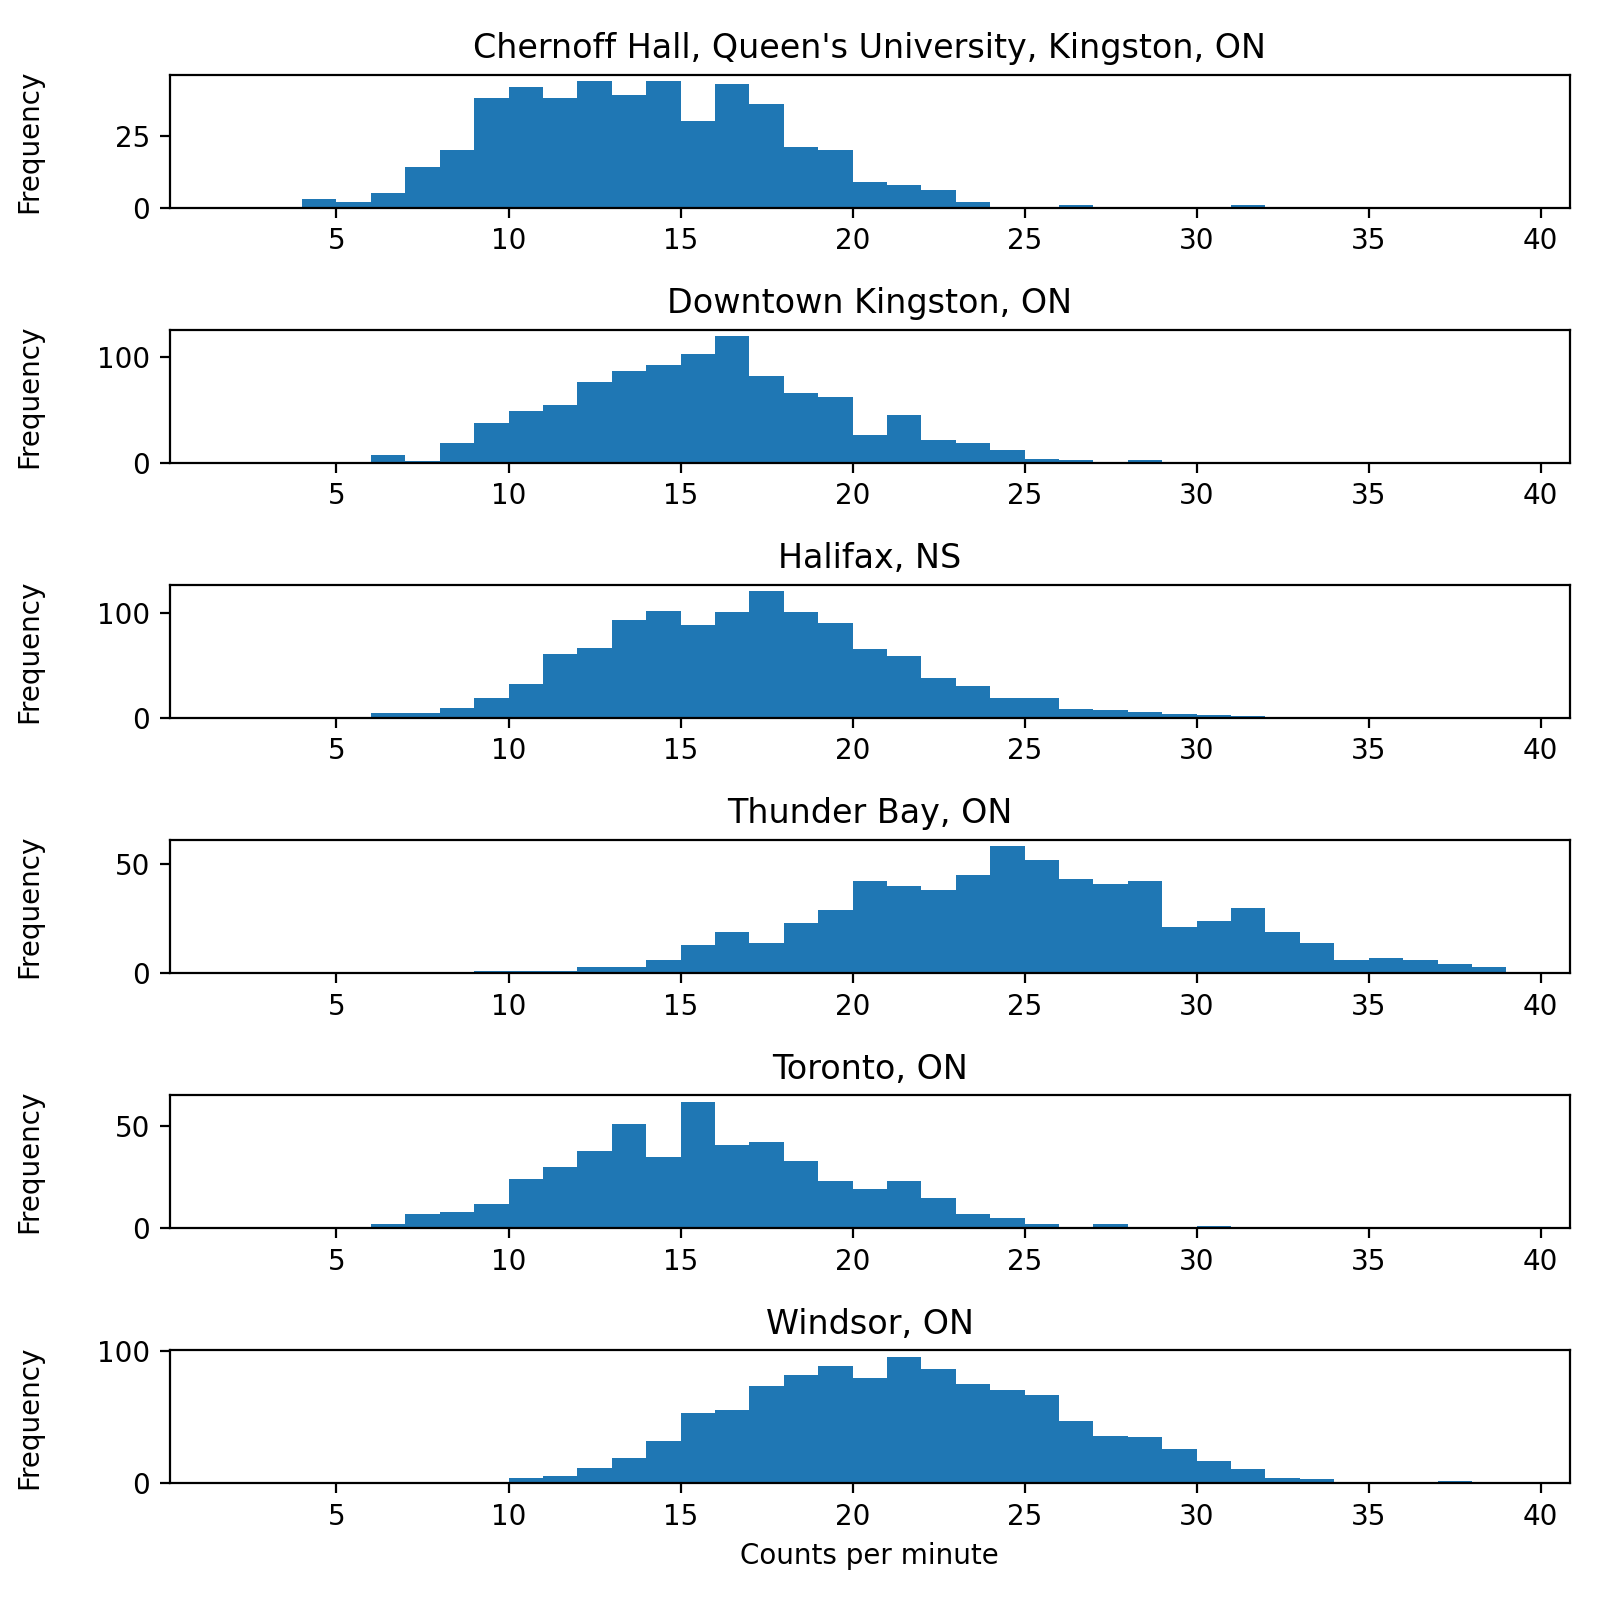 Chernoff Hall, Queen's University, Kingston, ON
Frequency
25
0
5 10 15 20 25 30 35 40
Downtown Kingston, ON
Frequency
100
0
5 10 15 20 25 30 35 40
Halifax, NS
Frequency
100
0
5 10 15 20 25 30 35 40
Thunder Bay, ON
Frequency
50
0
5 10 15 20 25 30 35 40
Toronto, ON
Frequency
50
0
5 10 15 20 25 30 35 40
Windsor, ON
Frequency
100
0
5 10 15 20 25 30 35 40
Counts per minute